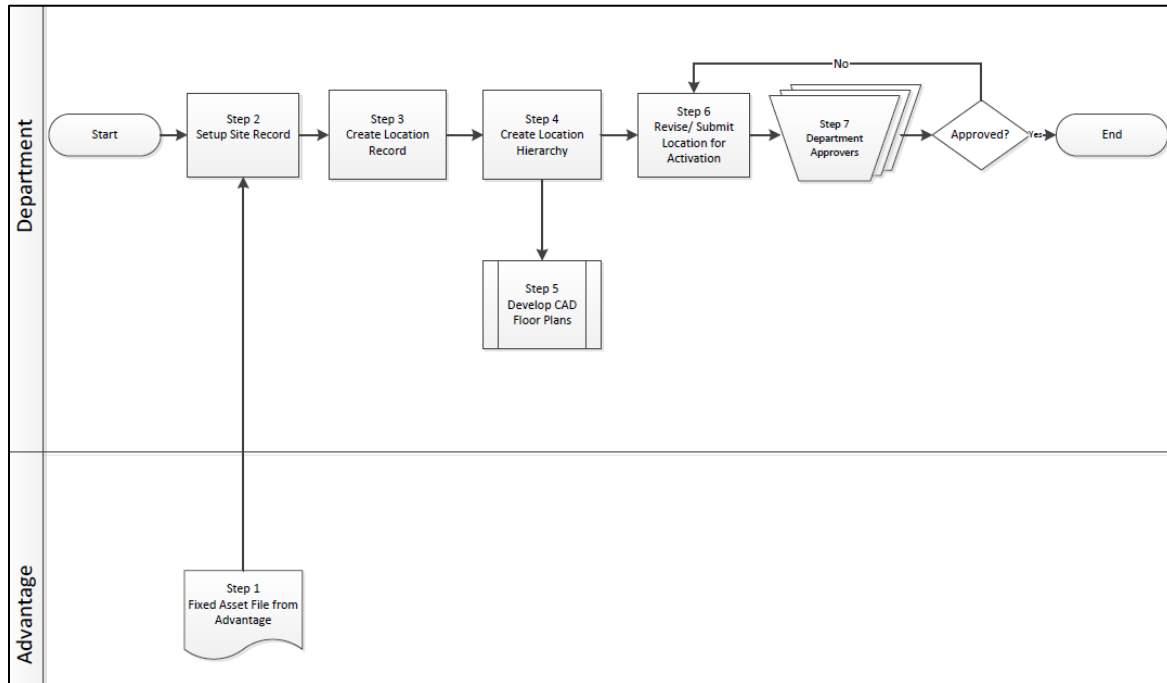 Department
No
Start
Step 2
Setup Site Record
Step 3
Create Location
Record
Step 4
Create Location
Hierarchy
Step 6
Revise/ Submit
Location for
Activation
Step 7
Department
Approvers
Approved?
Yes
End
Step 5
Develop CAD
Floor Plans
Advantage
Step 1
Fixed Asset File from
Advantage